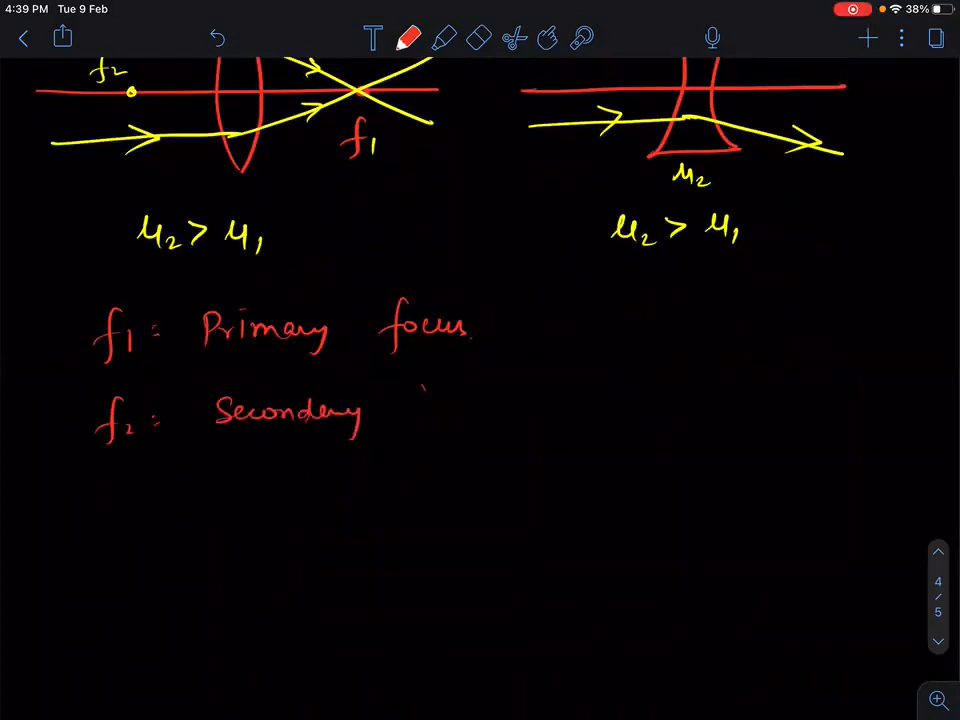 4:39 PM Tue 9 Feb 38%
T
f2
f1
μ2
μ2 > μ1
μ2 > μ1
f1 : Primary focus.
f2 : Secondary
4
/
5